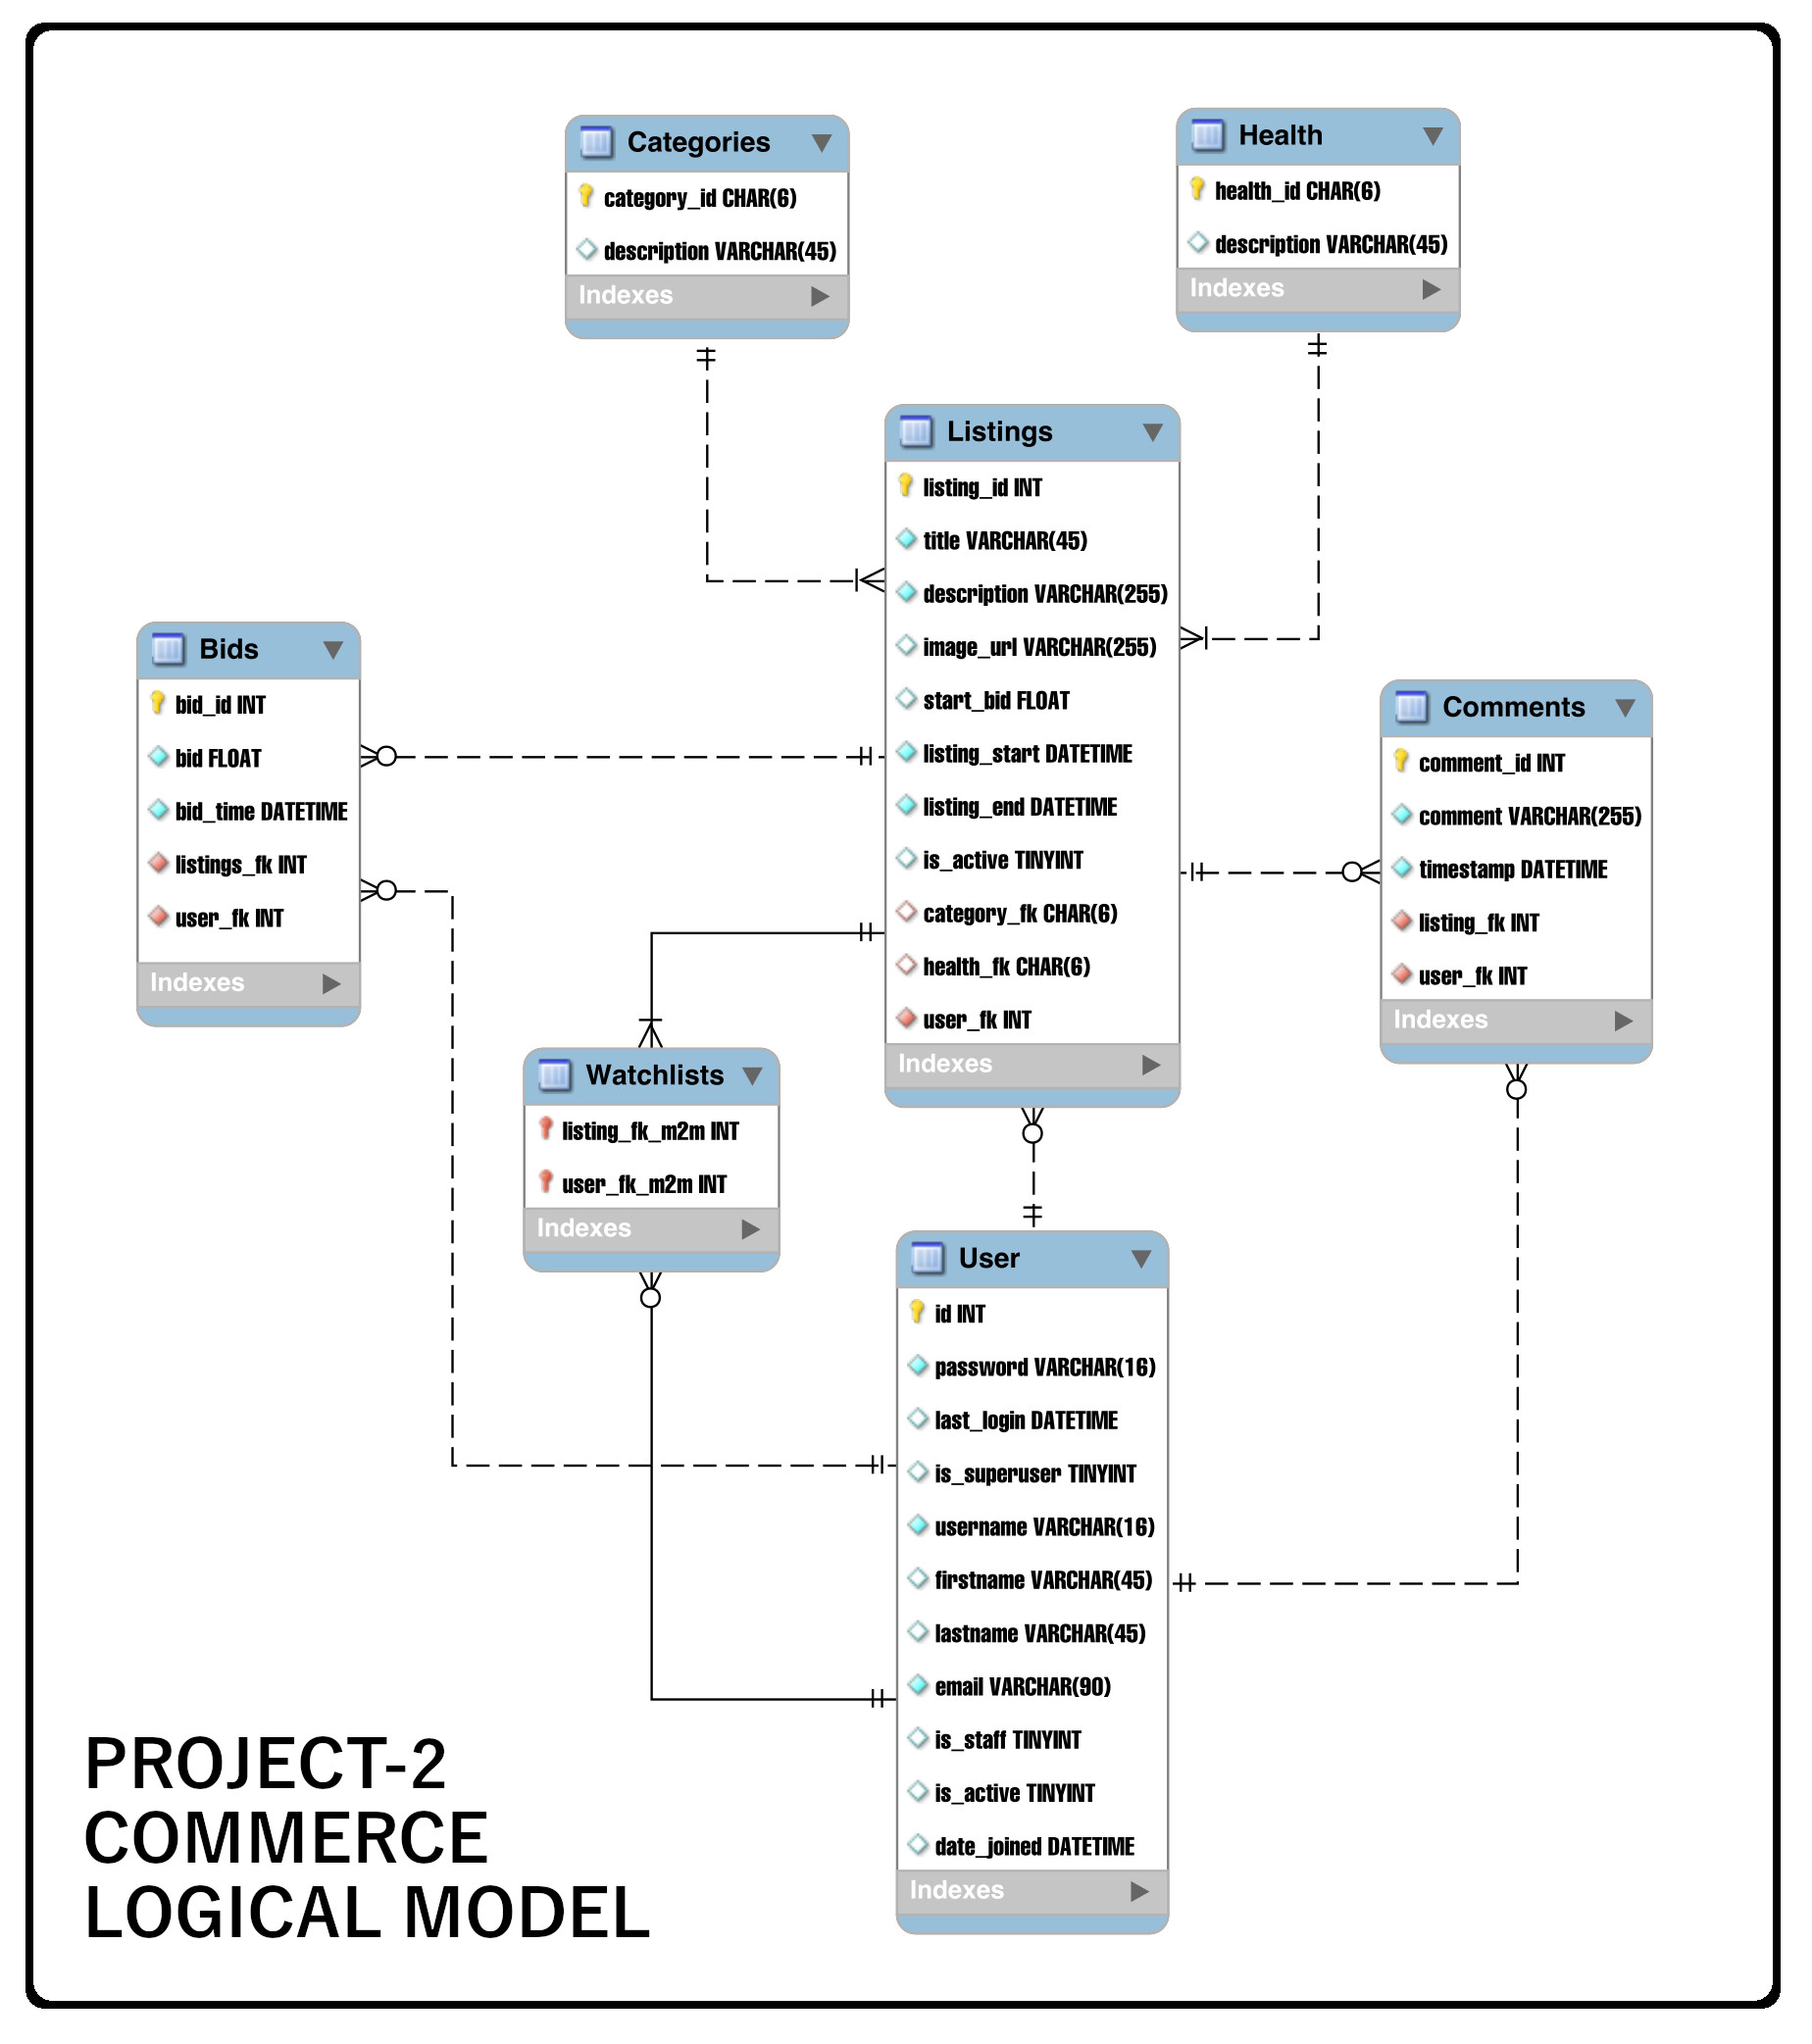 Categories
category_id CHAR(6)
description VARCHAR(45)
Indexes
Health
health_id CHAR(6)
description VARCHAR(45)
Indexes
Listings
listing_id INT
title VARCHAR(45)
description VARCHAR(255)
image_url VARCHAR(255)
start_bid FLOAT
listing_start DATETIME
listing_end DATETIME
is_active TINYINT
category_fk CHAR(6)
health_fk CHAR(6)
user_fk INT
Indexes
Bids
bid_id INT
bid FLOAT
bid_time DATETIME
listings_fk INT
user_fk INT
Indexes
Comments
comment_id INT
comment VARCHAR(255)
timestamp DATETIME
listing_fk INT
user_fk INT
Indexes
Watchlists
listing_fk_m2m INT
user_fk_m2m INT
Indexes
User
id INT
password VARCHAR(16)
last_login DATETIME
is_superuser TINYINT
username VARCHAR(16)
firstname VARCHAR(45)
lastname VARCHAR(45)
email VARCHAR(90)
is_staff TINYINT
is_active TINYINT
date_joined DATETIME
Indexes
PROJECT-2
COMMERCE
LOGICAL MODEL